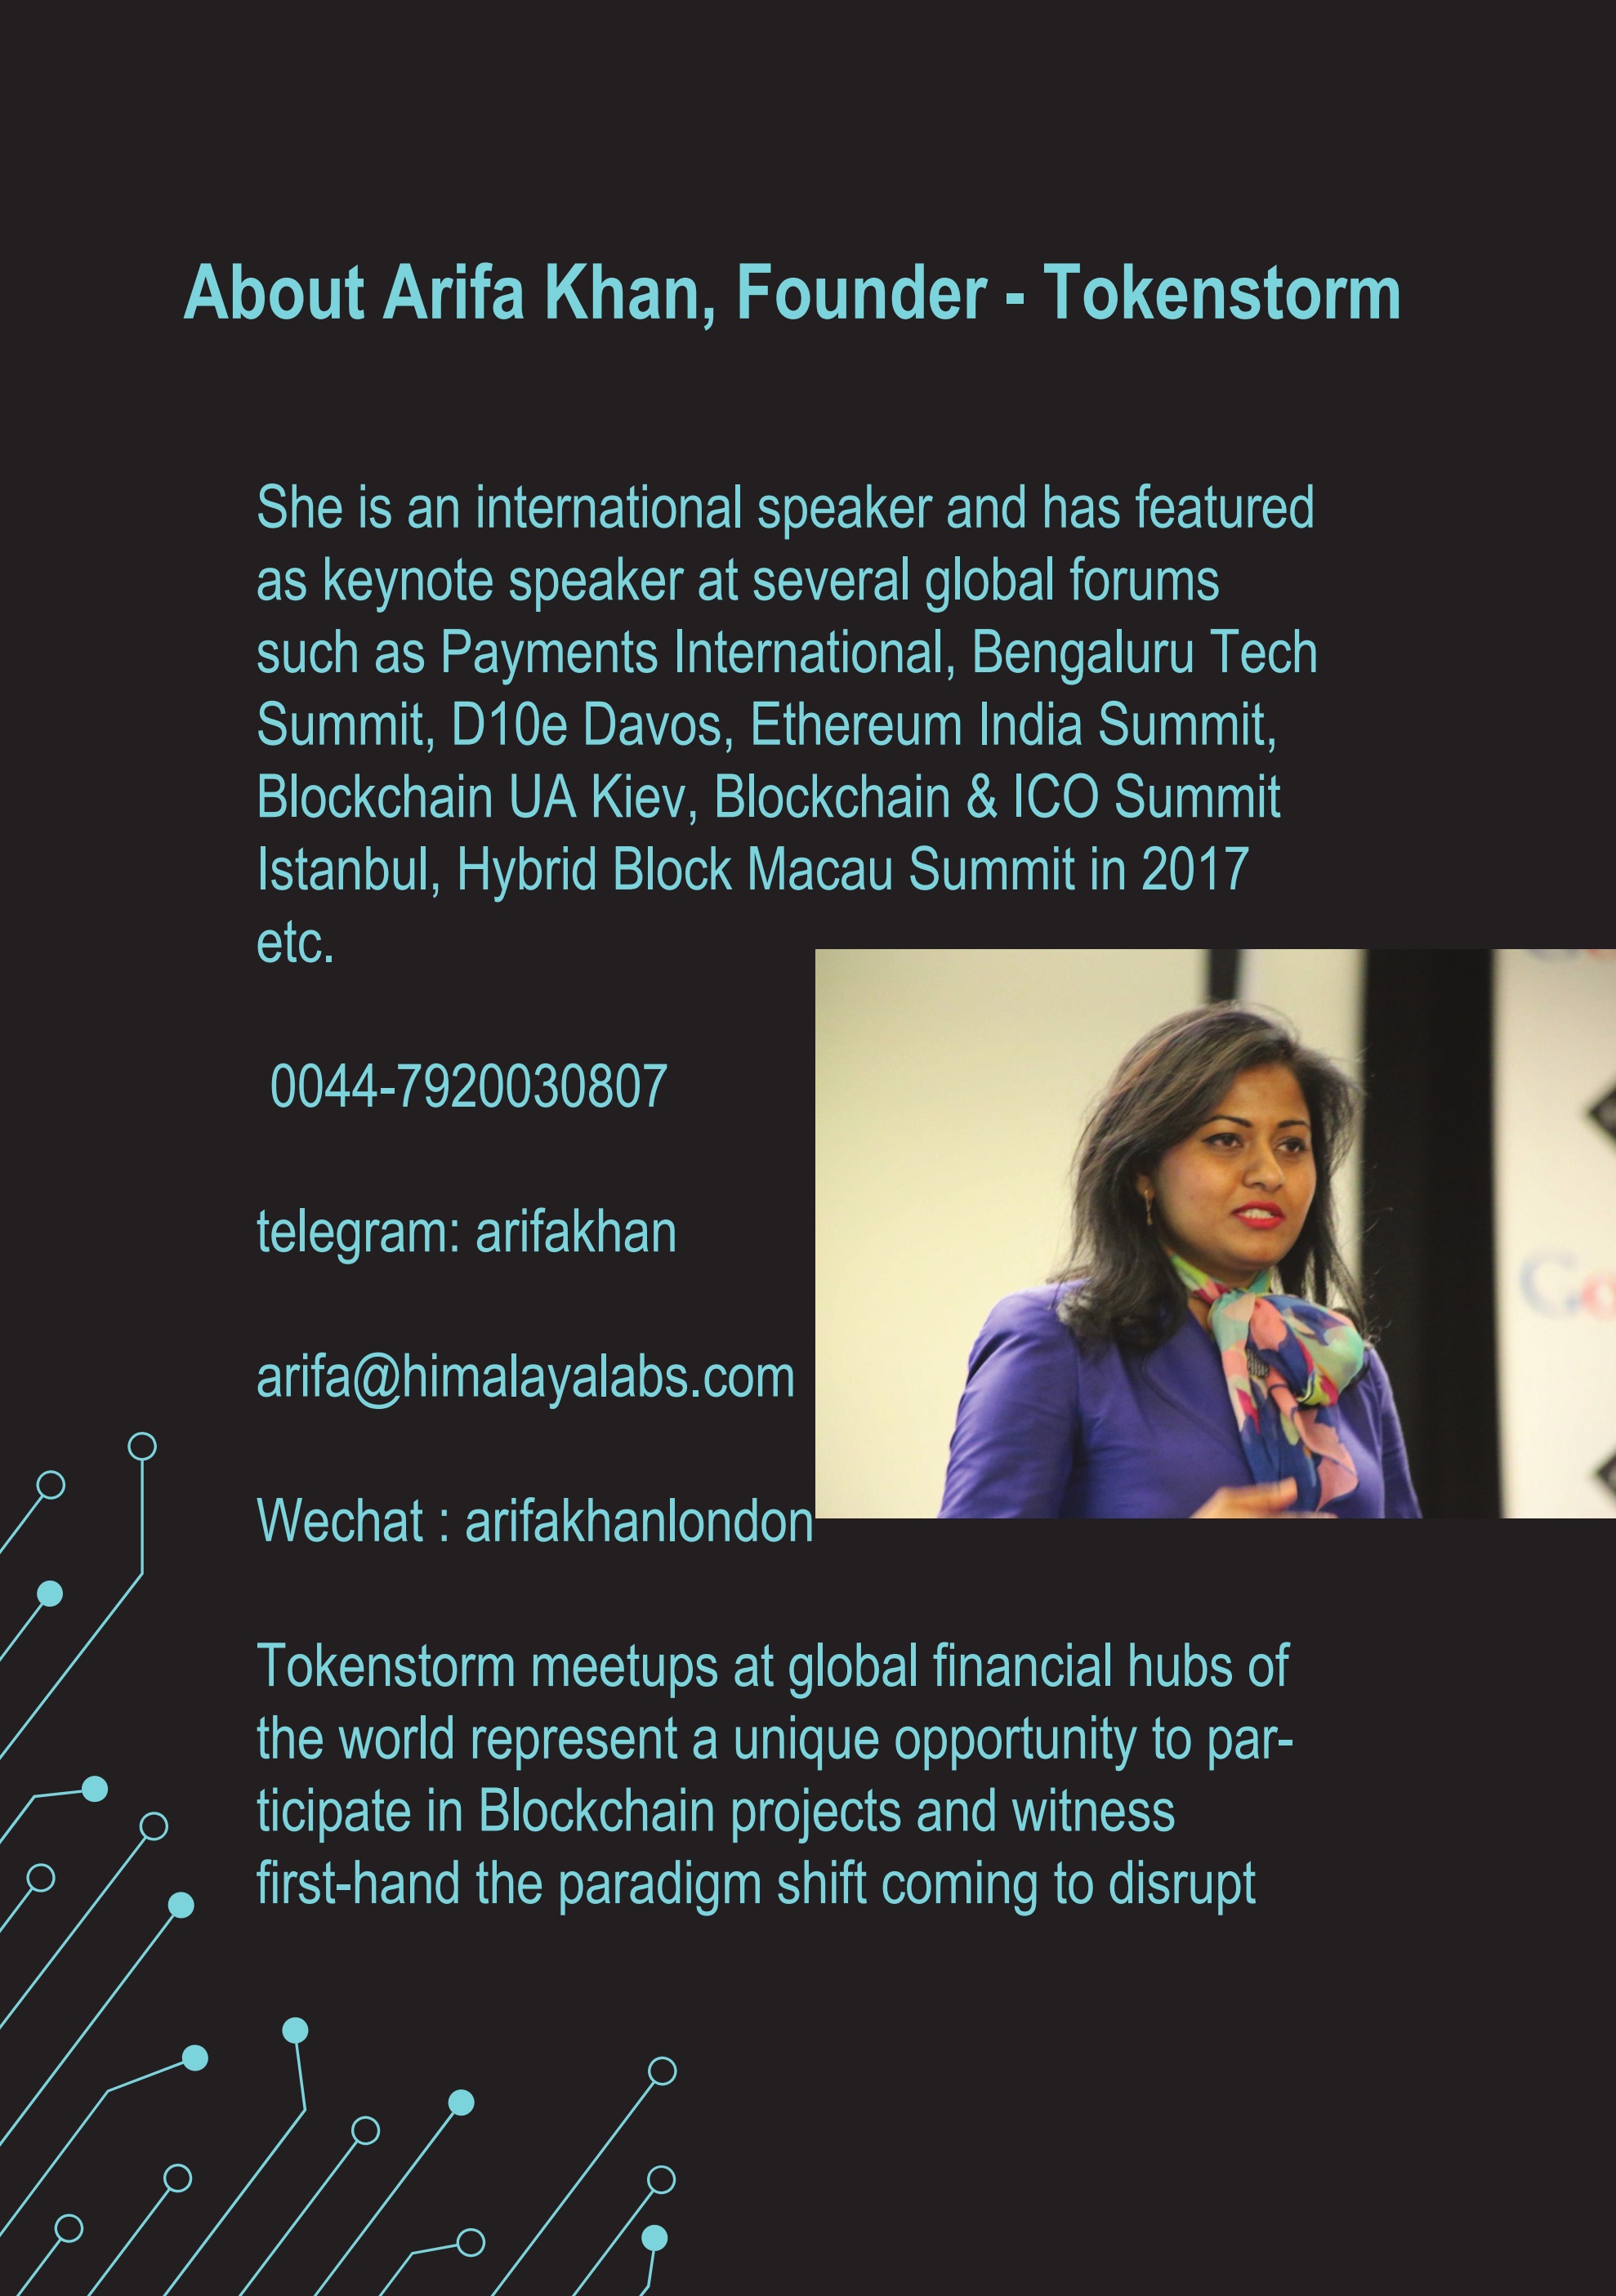 About Arifa Khan, Founder - Tokenstorm
She is an international speaker and has featured
as keynote speaker at several global forums
such as Payments International, Bengaluru Tech
Summit, D10e Davos, Ethereum India Summit,
Blockchain UA Kiev, Blockchain & ICO Summit
Istanbul, Hybrid Block Macau Summit in 2017
etc.
0044-7920030807
telegram: arifakhan
arifa@himalayalabs.com
Wechat : arifakhanlondon
Tokenstorm meetups at global financial hubs of
the world represent a unique opportunity to par-
ticipate in Blockchain projects and witness
first-hand the paradigm shift coming to disrupt